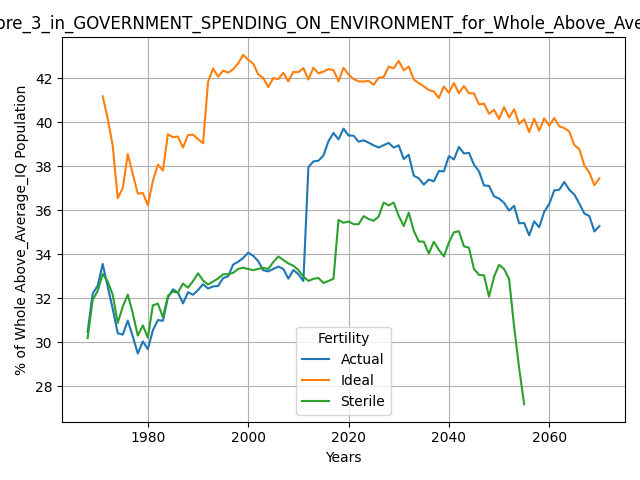 ore_3_in_GOVERNMENT_SPENDING_ON_ENVIRONMENT_for_Whole_Above_Ave
% of Whole Above_Average_IQ Population
42
40
38
36
34
32
30
28
1980
2000
2020
2040
2060
Years
Fertility
Actual
Ideal
Sterile